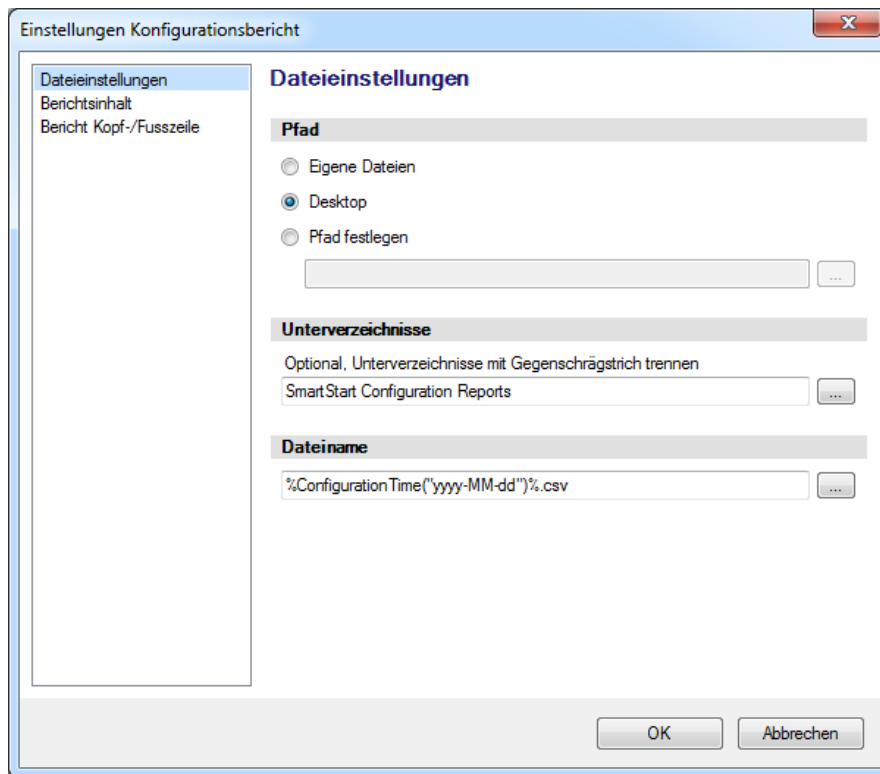 Einstellungen Konfigurationsbericht
Dateieinstellungen
Berichtsinhalt
Bericht Kopf-/Fusszeile
Dateieinstellungen
Pfad
Eigene Dateien
Desktop
Pfad festlegen
...
Unterverzeichnisse
Optional, Unterverzeichnisse mit Gegenschrägstrich trennen
SmartStart Configuration Reports
...
Dateiname
%ConfigurationTime("yyyy-MM-dd")%.csv
...
OK
Abbrechen